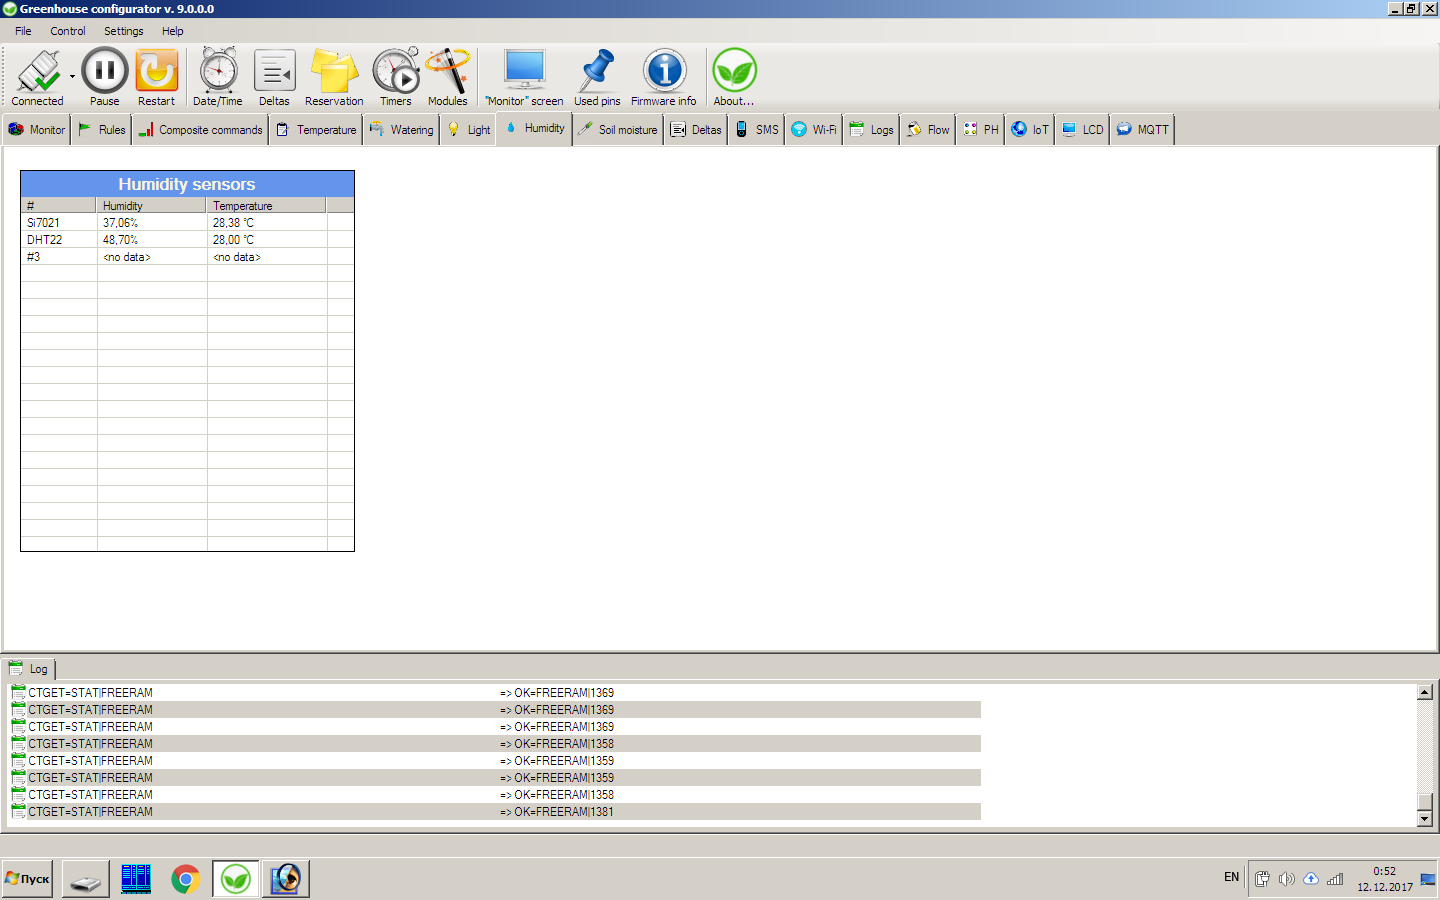 Greenhouse configurator v. 9.0.0.0
File Control Settings Help
Connected Pause Restart Date/Time Deltas Reservation Timers Modules "Monitor" screen Used pins Firmware info About...
Monitor Rules Composite commands Temperature Watering Light Humidity Soil moisture Deltas SMS Wi-Fi Logs Flow PH IoT LCD MQTT
Humidity sensors
# Humidity Temperature
Si7021 37,06% 28,38 °C
DHT22 48,70% 28,00 °C
#3 <no data> <no data>
Log
CTGET=STAT|FREERAM => OK=FREERAM|1369
CTGET=STAT|FREERAM => OK=FREERAM|1369
CTGET=STAT|FREERAM => OK=FREERAM|1369
CTGET=STAT|FREERAM => OK=FREERAM|1358
CTGET=STAT|FREERAM => OK=FREERAM|1359
CTGET=STAT|FREERAM => OK=FREERAM|1359
CTGET=STAT|FREERAM => OK=FREERAM|1358
CTGET=STAT|FREERAM => OK=FREERAM|1381
Пуск EN 0:52
12.12.2017